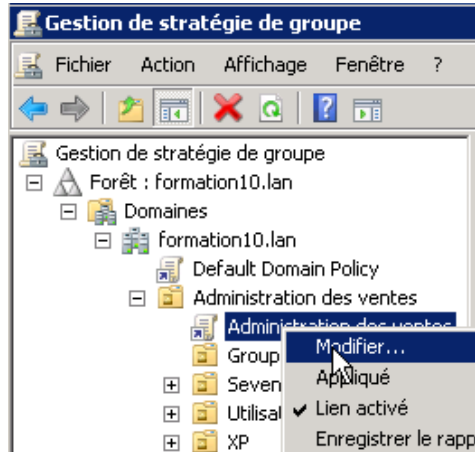 Gestion de stratégie de groupe
Fichier Action Affichage Fenêtre ?
Gestion de stratégie de groupe
Forêt : formation10.lan
Domaines
formation10.lan
Default Domain Policy
Administration des ventes
Administration des ventes
Modifier...
Group
Appliqué
Seven
Lien activé
Utilisat
Enregistrer le rapp
XP